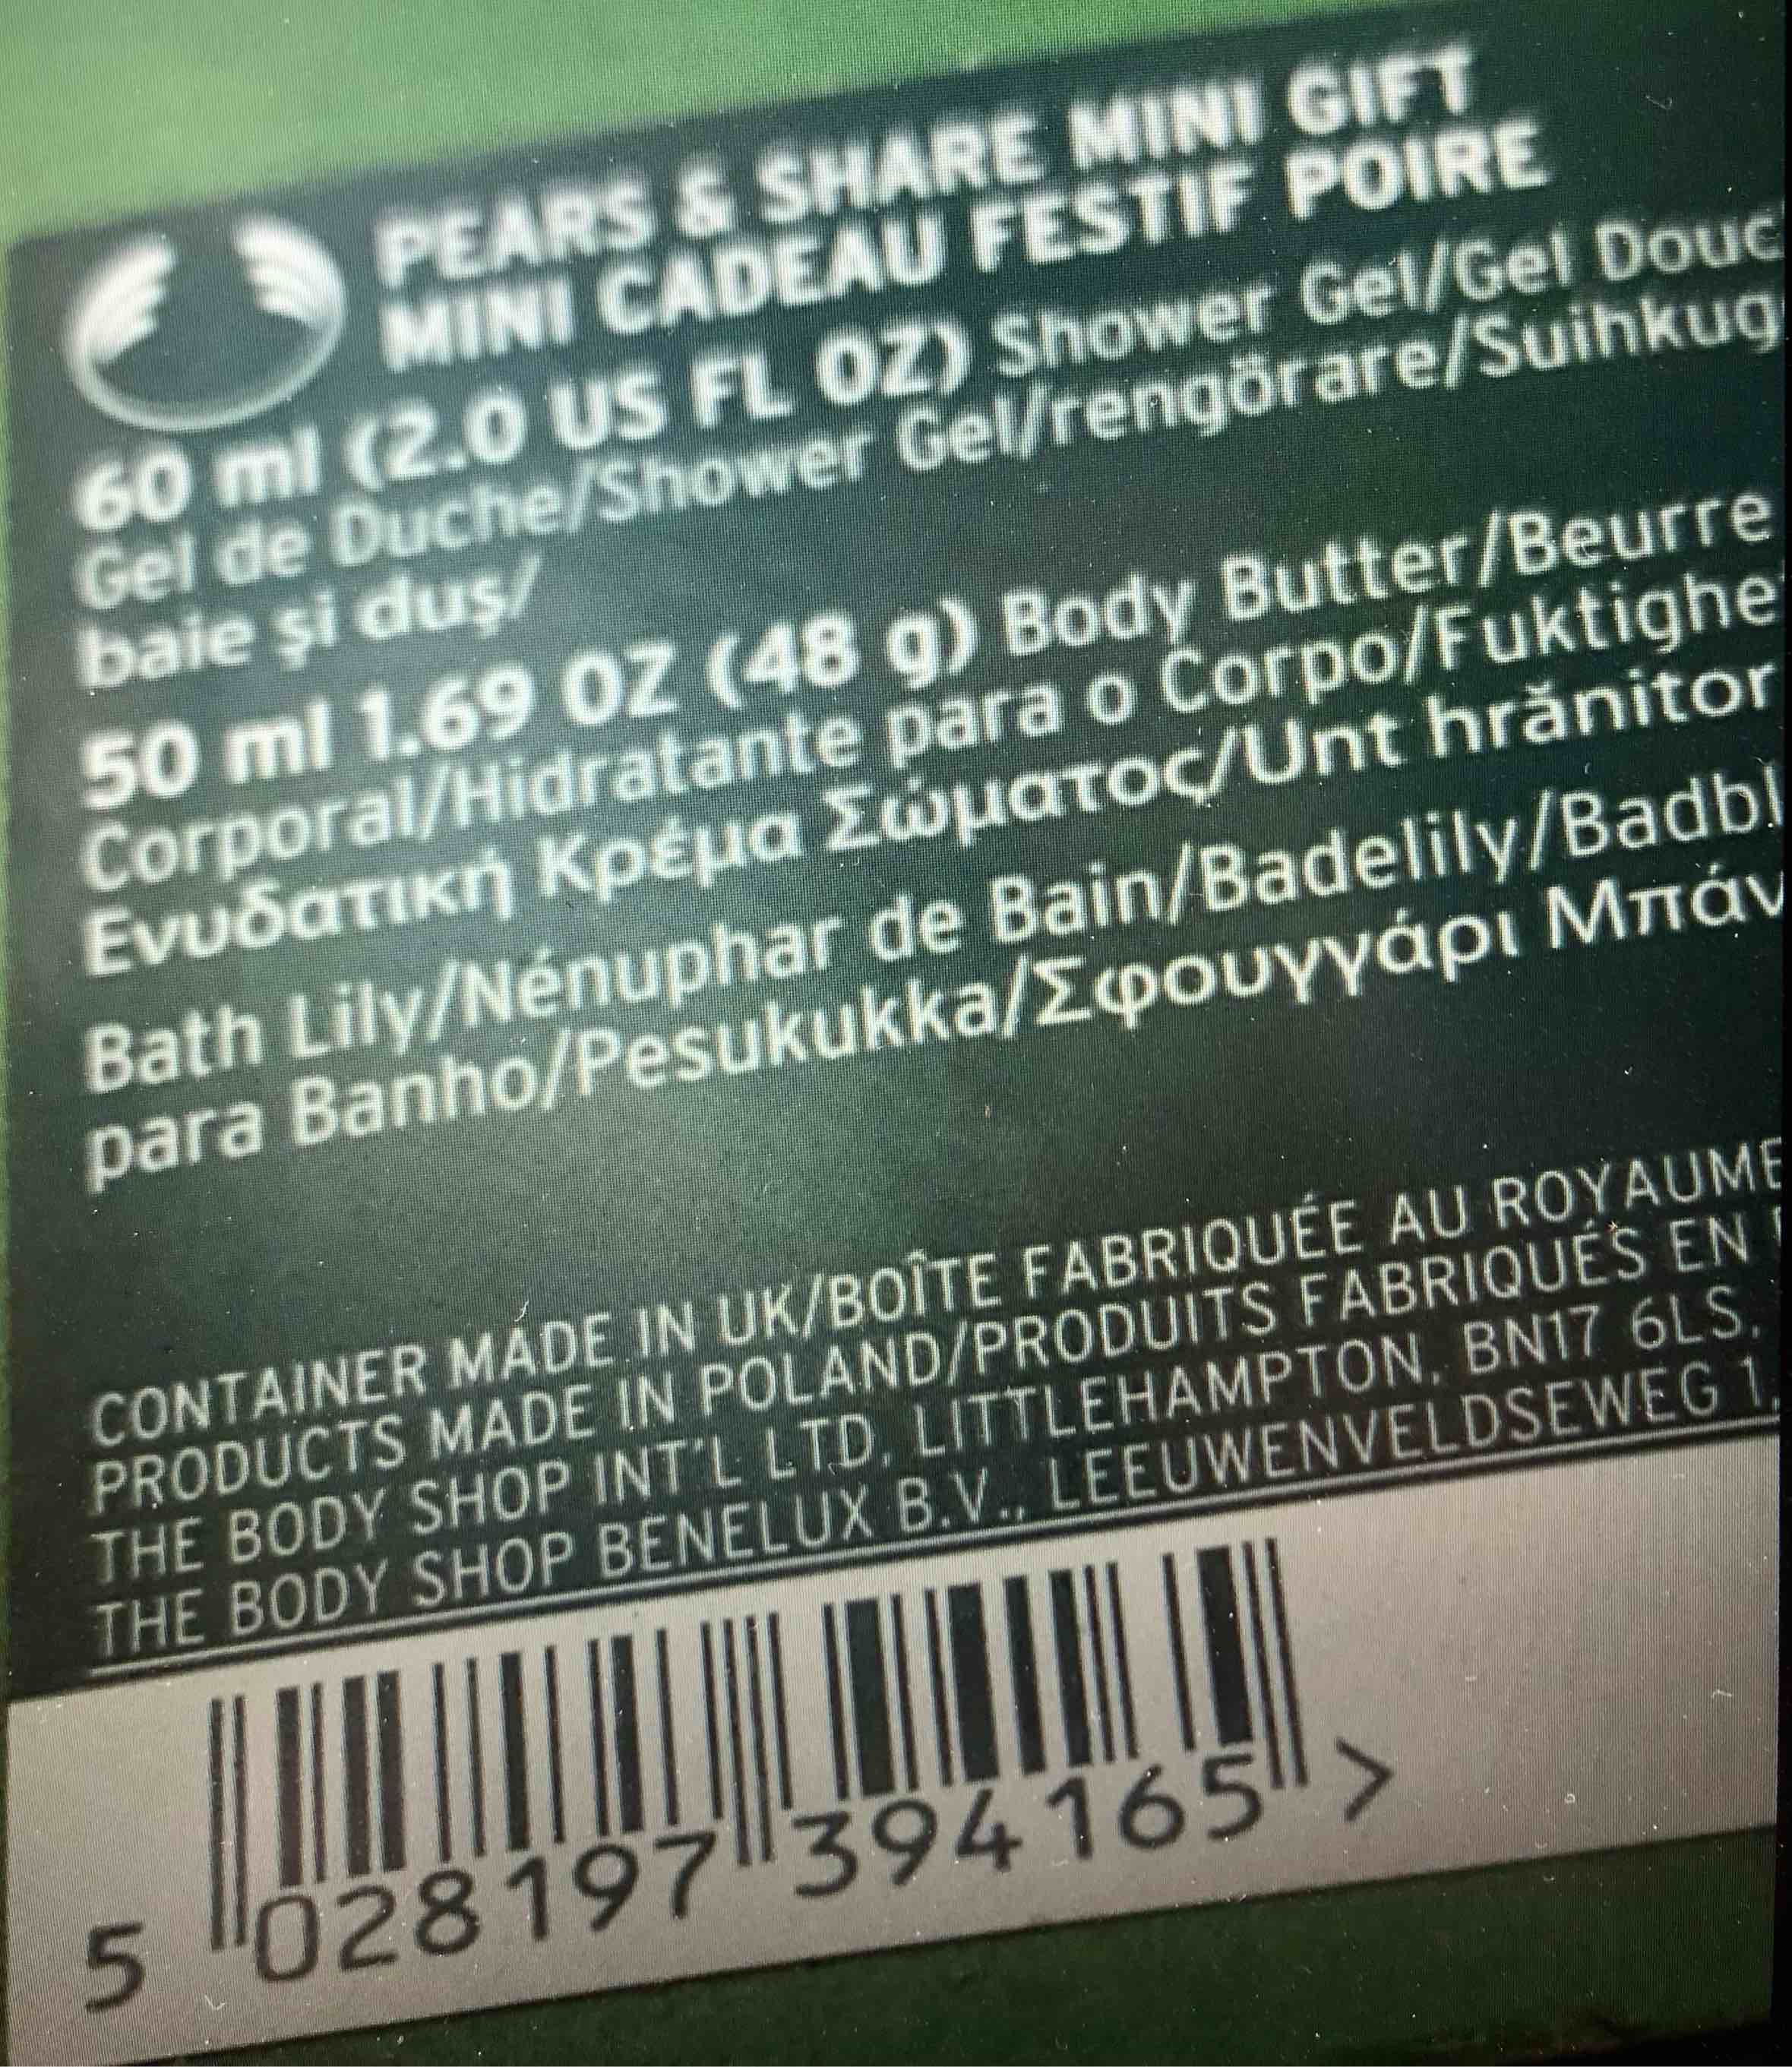 PEARS & SHARE MINI GIFT
MINI CADEAU FESTIF POIRE
60 ml (2.0 US FL OZ) Shower Gel/Gel Douc
Gel de Duche/Shower Gel/rengörare/Suihkug
baie și duș/
50 ml 1.69 OZ (48 g) Body Butter/Beurre
Corporal/Hidratante para o Corpo/Fuktighe
Ενυδατική Κρέμα Σώματος/Unt hrănitor
Bath Lily/Nénuphar de Bain/Badelily/Badbl
para Banho/Pesukukka/Σφουγγάρι Μπάν
CONTAINER MADE IN UK/BOÎTE FABRIQUÉE AU ROYAUME
PRODUCTS MADE IN POLAND/PRODUITS FABRIQUÉS EN
THE BODY SHOP INT'L LTD, LITTLEHAMPTON, BN17 6LS,
THE BODY SHOP BENELUX B.V., LEEUWENVELDSEWEG 1,
5 028197 394165 >